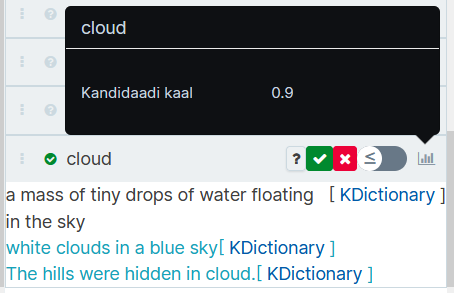 cloud
Kandidaadi kaal 0.9
cloud ? ≤
a mass of tiny drops of water floating [ KDictionary ]
in the sky
white clouds in a blue sky[ KDictionary ]
The hills were hidden in cloud.[ KDictionary ]